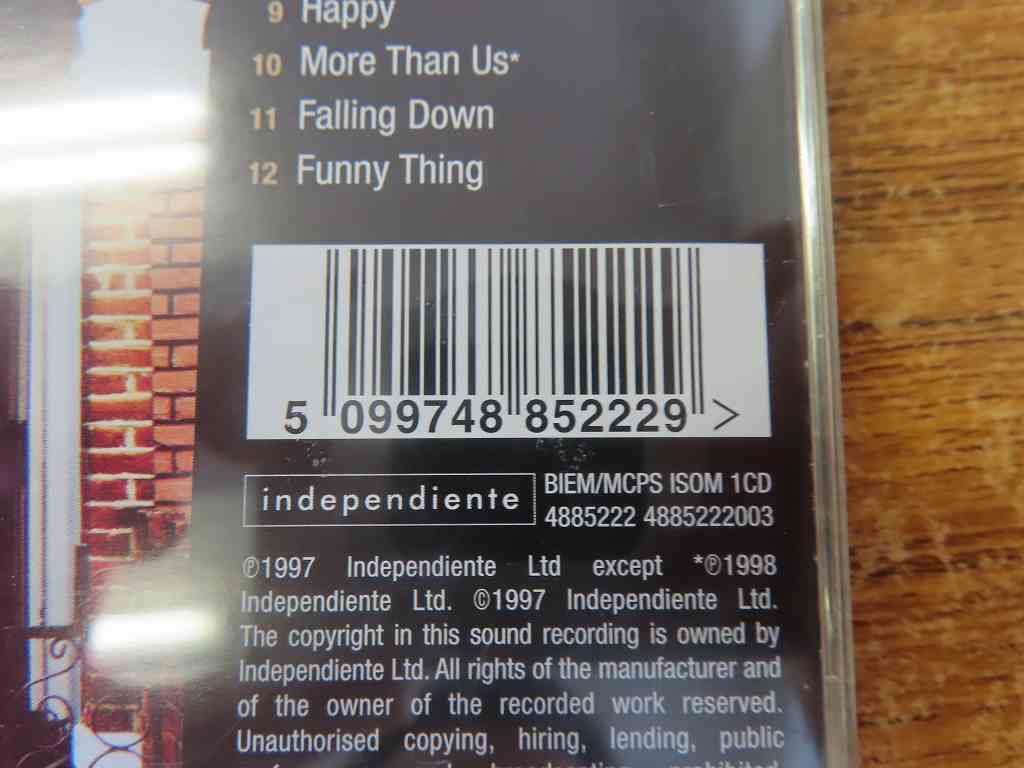 9 Happy
10 More Than Us*
11 Falling Down
12 Funny Thing
5 099748 852229 >
independiente
BIEM/MCPS ISOM 1CD
4885222 4885222003
℗1997 Independiente Ltd except *℗1998
Independiente Ltd. ©1997 Independiente Ltd.
The copyright in this sound recording is owned by
Independiente Ltd. All rights of the manufacturer and
of the owner of the recorded work reserved.
Unauthorised copying, hiring, lending, public
broadcasting prohibited